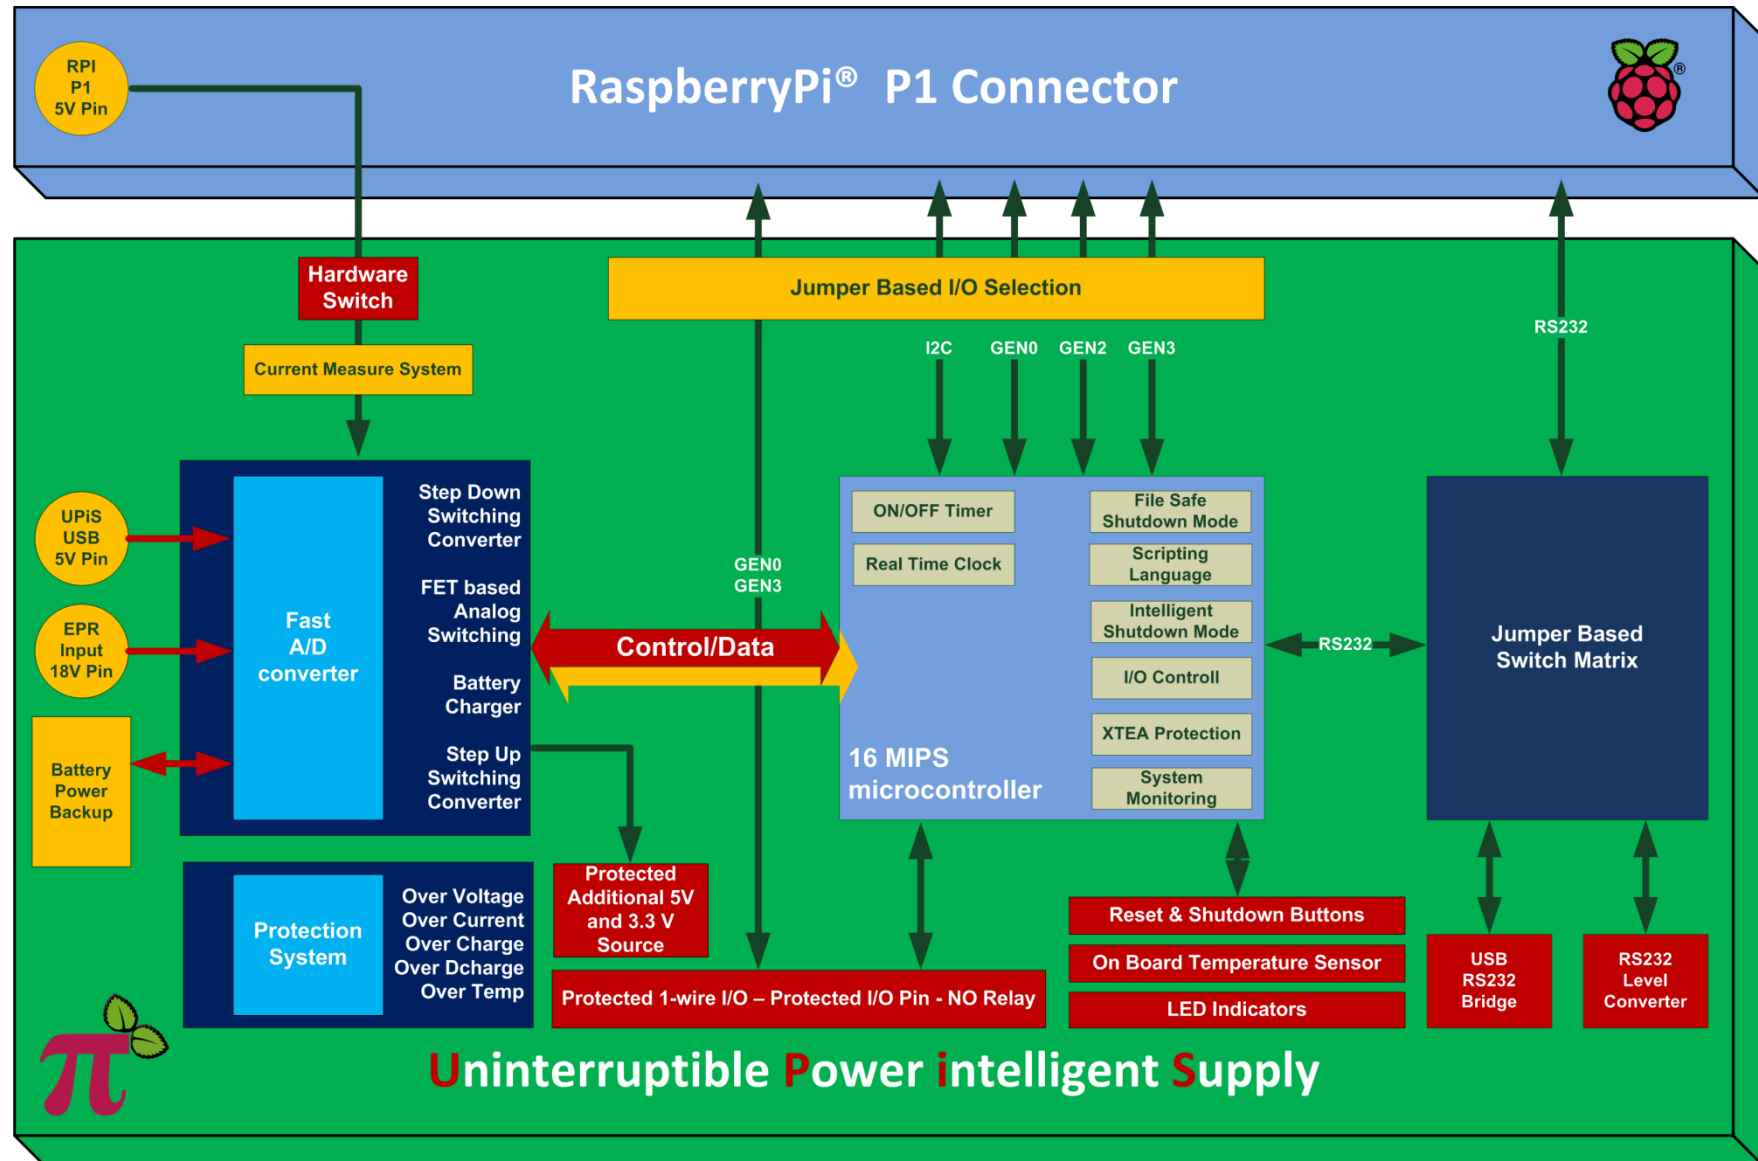 RPI
P1
5V Pin
RaspberryPi® P1 Connector
®
Hardware
Switch
Jumper Based I/O Selection
Current Measure System
I2C
GEN0
GEN2
GEN3
RS232
UPiS
USB
5V Pin
EPR
Input
18V Pin
Battery
Power
Backup
Fast
A/D
converter
Step Down
Switching
Converter
FET based
Analog
Switching
Battery
Charger
Step Up
Switching
Converter
Control/Data
GEN0
GEN3
ON/OFF Timer
Real Time Clock
File Safe
Shutdown Mode
Scripting
Language
Intelligent
Shutdown Mode
I/O Controll
XTEA Protection
System
Monitoring
16 MIPS
microcontroller
RS232
Jumper Based
Switch Matrix
Protection
System
Over Voltage
Over Current
Over Charge
Over Dcharge
Over Temp
Protected
Additional 5V
and 3.3 V
Source
Protected 1-wire I/O – Protected I/O Pin - NO Relay
Reset & Shutdown Buttons
On Board Temperature Sensor
LED Indicators
USB
RS232
Bridge
RS232
Level
Converter
π
Uninterruptible Power intelligent Supply